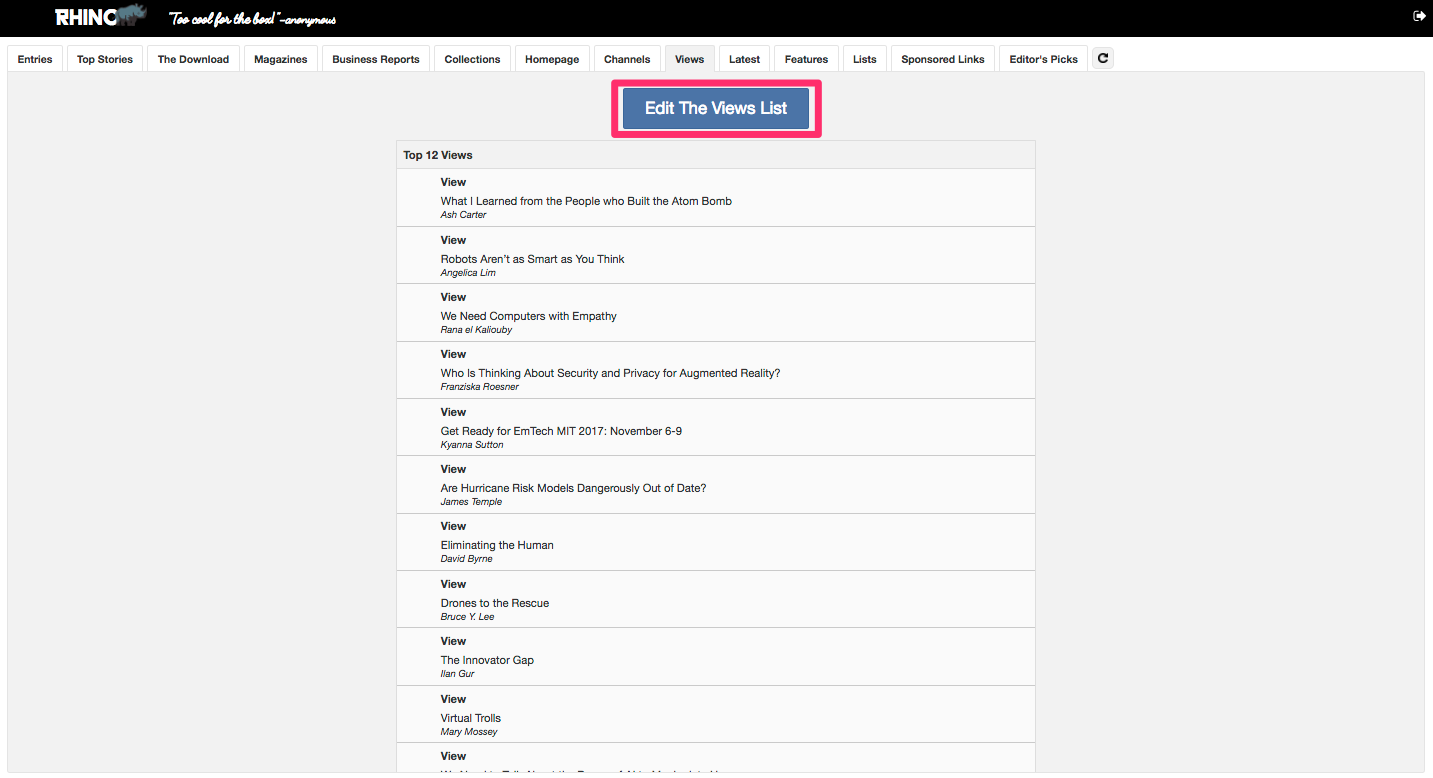 RHINO "Too cool for the box!" -anonymous
Entries Top Stories The Download Magazines Business Reports Collections Homepage Channels Views Latest Features Lists Sponsored Links Editor's Picks
Edit The Views List
Top 12 Views
View
What I Learned from the People who Built the Atom Bomb
Ash Carter
View
Robots Aren't as Smart as You Think
Angelica Lim
View
We Need Computers with Empathy
Rana el Kaliouby
View
Who Is Thinking About Security and Privacy for Augmented Reality?
Franziska Roesner
View
Get Ready for EmTech MIT 2017: November 6-9
Kyanna Sutton
View
Are Hurricane Risk Models Dangerously Out of Date?
James Temple
View
Eliminating the Human
David Byrne
View
Drones to the Rescue
Bruce Y. Lee
View
The Innovator Gap
Ilan Gur
View
Virtual Trolls
Mary Mossey
View